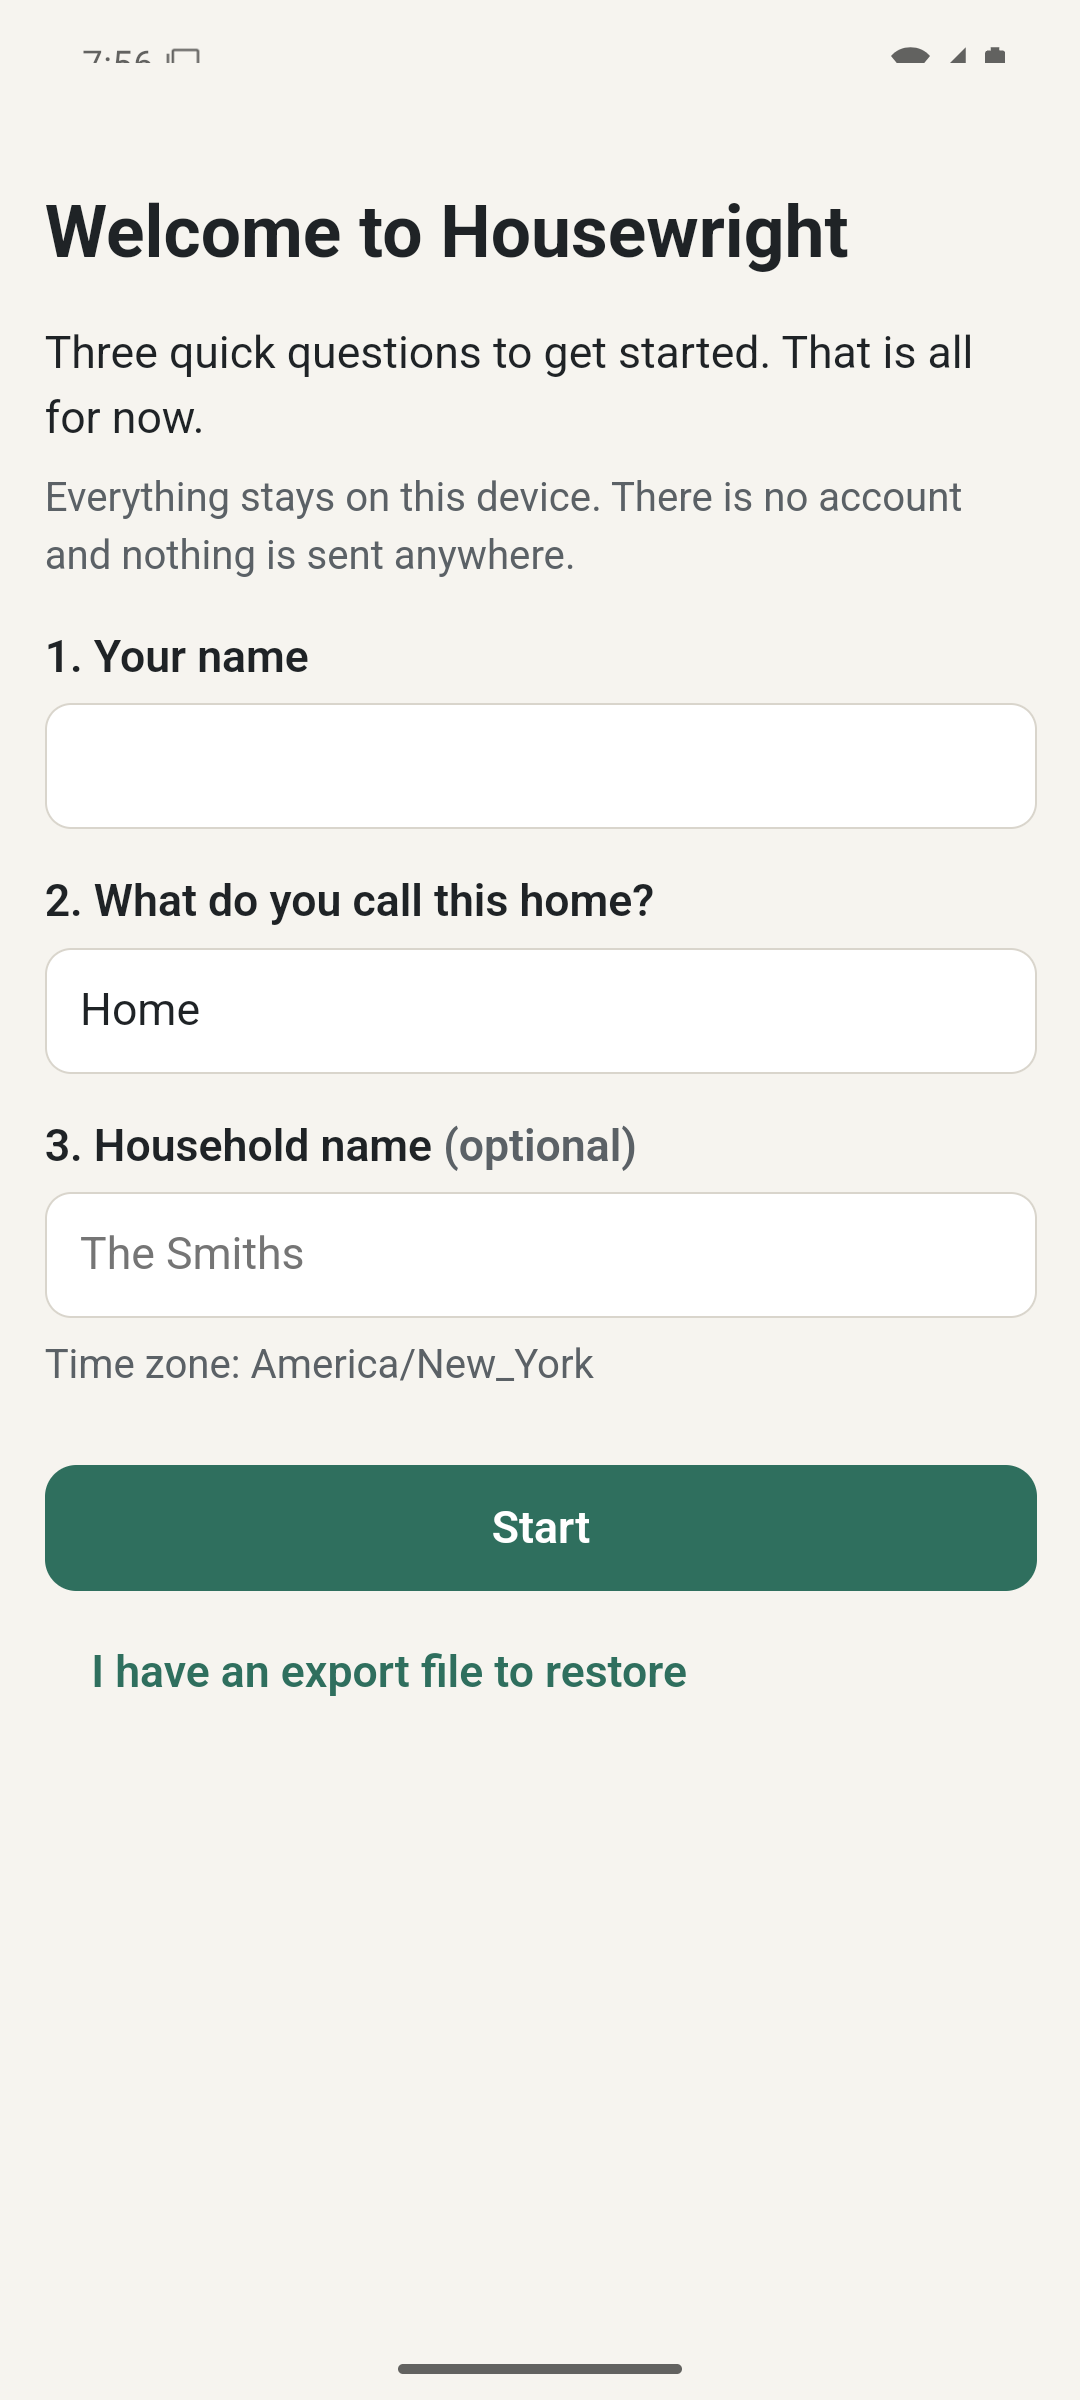 7:56
Welcome to Housewright
Three quick questions to get started. That is all
for now.
Everything stays on this device. There is no account
and nothing is sent anywhere.
1. Your name
2. What do you call this home?
Home
3. Household name (optional)
The Smiths
Time zone: America/New_York
Start
I have an export file to restore